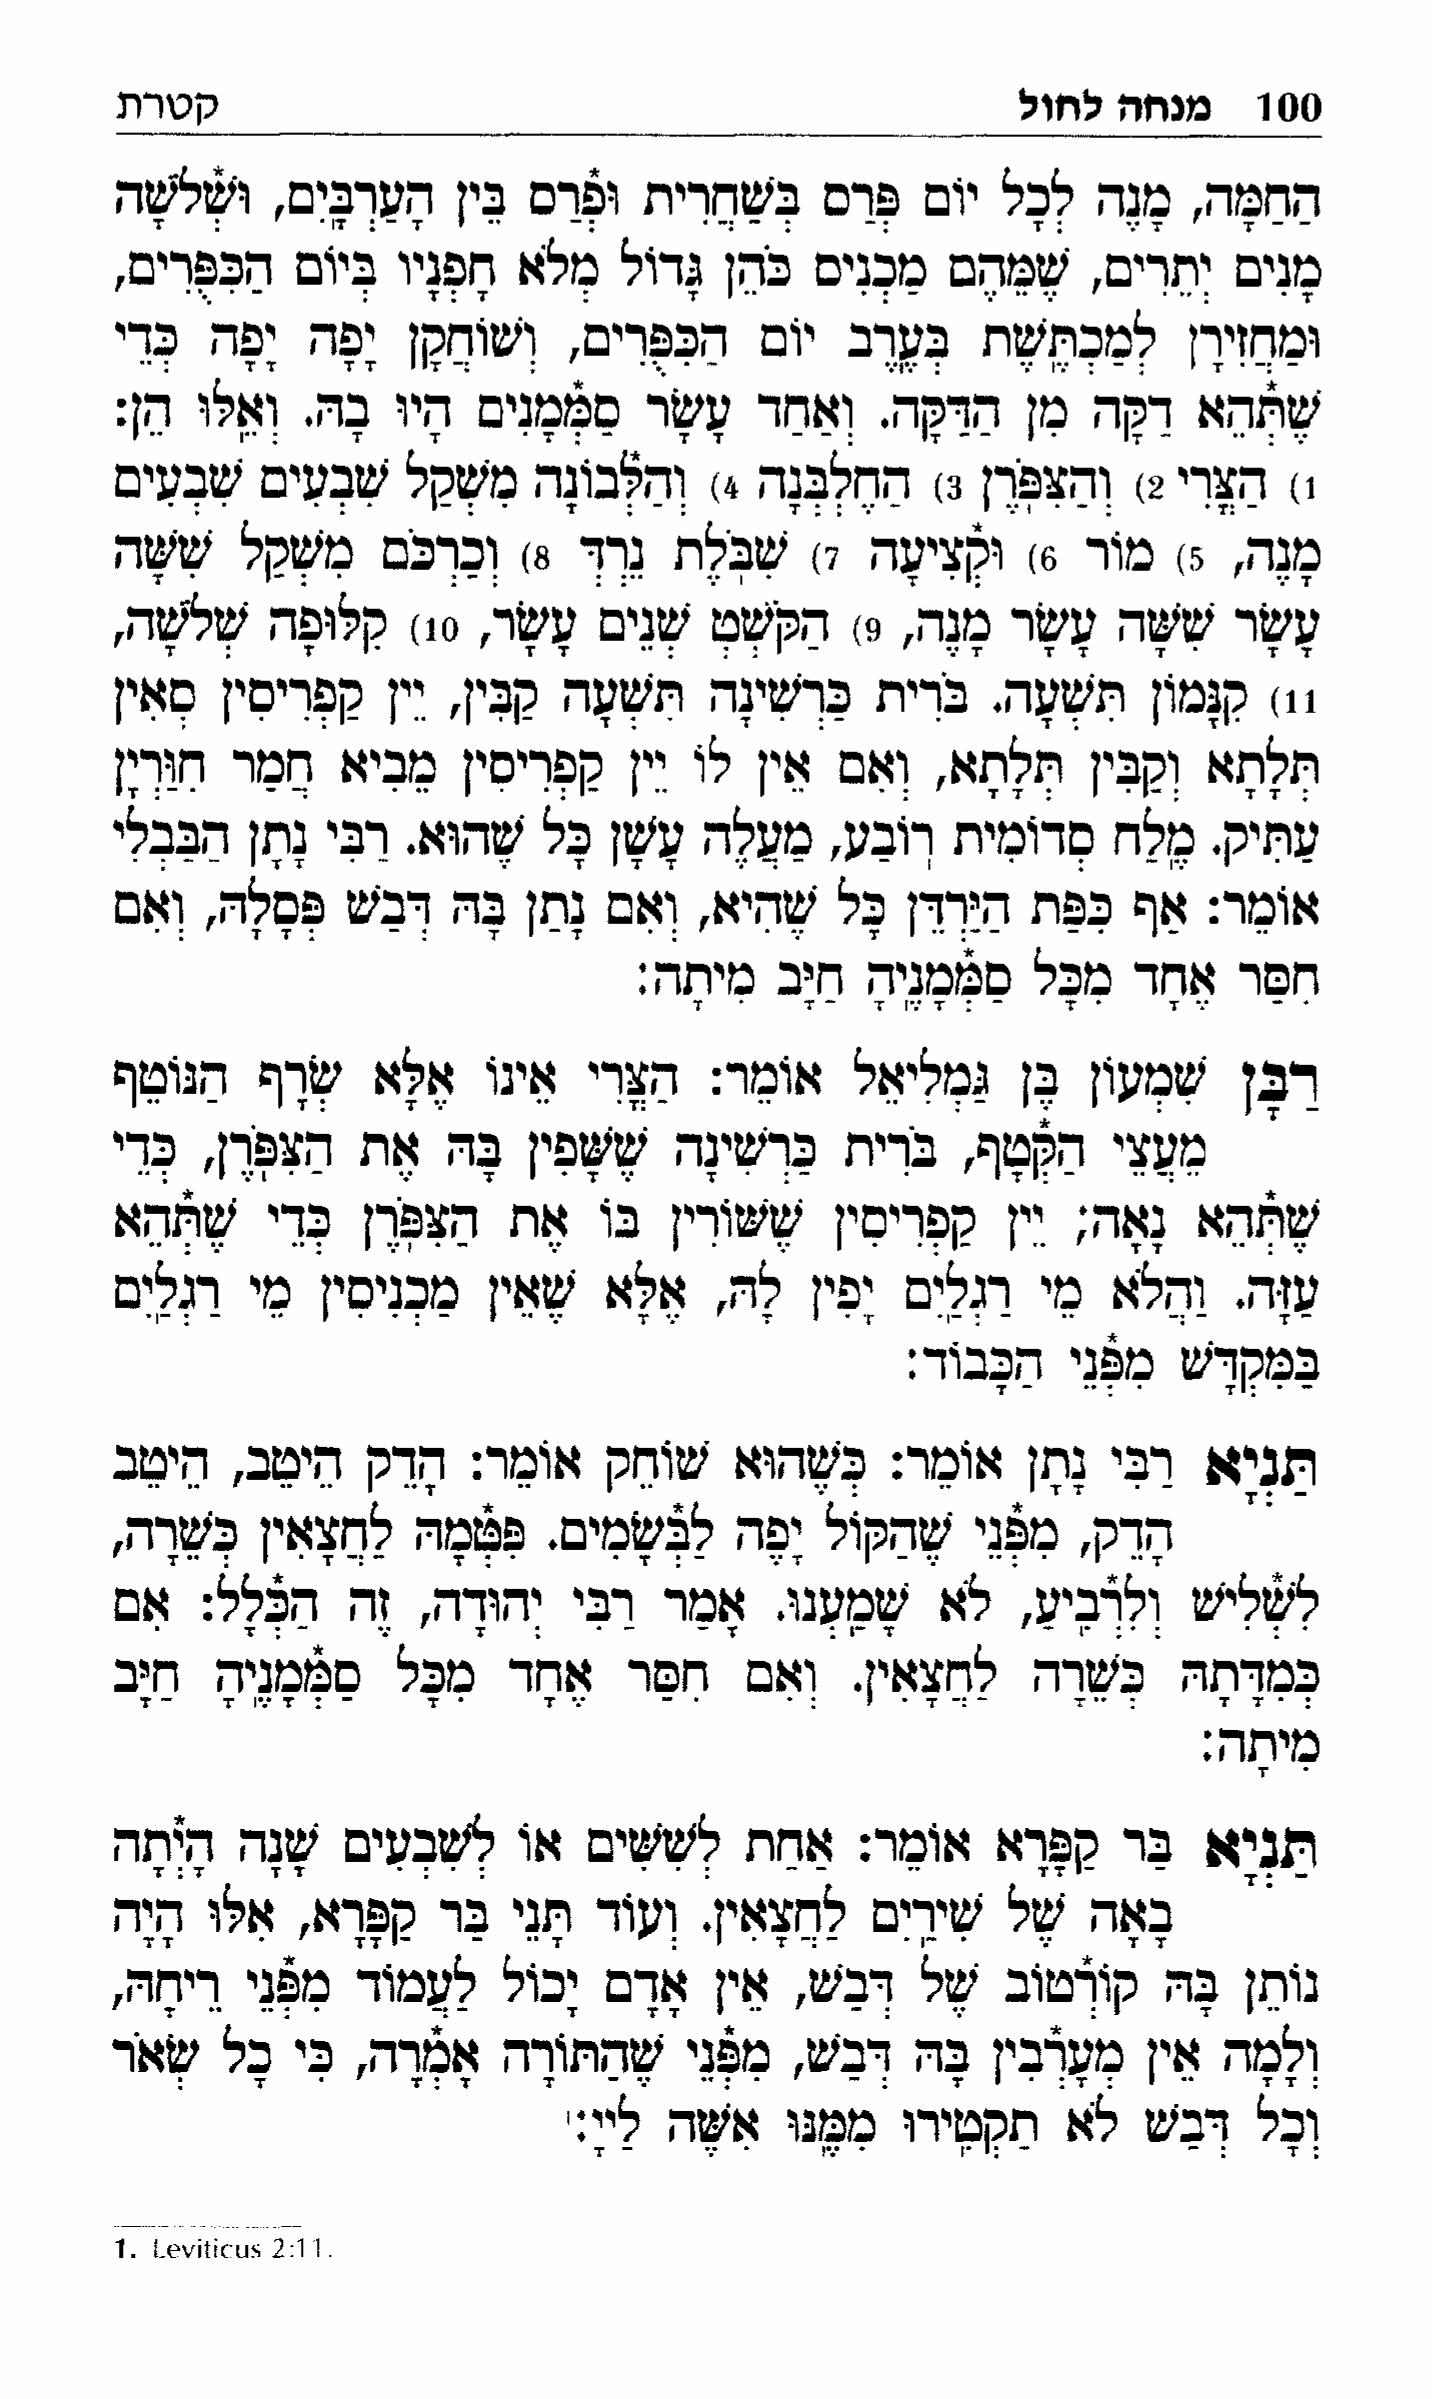 100 מנחה לחול קטרת
הַחַמָּה, מָנֶה לְכָל יוֹם פְּרַס בְּשַׁחֲרִית וּפְרַס בֵּין הָעַרְבָּיִם, וּשְׁלֹשָׁה
מָנִים יְתֵרִים, שֶׁמֵּהֶם מַכְנִיס כֹּהֵן גָּדוֹל מְלֹא חָפְנָיו בְּיוֹם הַכִּפֻּרִים,
וּמַחֲזִירָן לְמַכְתֶּשֶׁת בְּעֶרֶב יוֹם הַכִּפֻּרִים, וְשׁוֹחֲקָן יָפֶה יָפֶה כְּדֵי
שֶׁתְּהֵא דַקָּה מִן הַדַּקָּה. וְאַחַד עָשָׂר סַמְּמָנִים הָיוּ בָהּ. וְאֵלּוּ הֵן:
1) הַצֳּרִי 2) וְהַצִּפֹּרֶן 3) הַחֶלְבְּנָה 4) וְהַלְּבוֹנָה מִשְׁקַל שִׁבְעִים שִׁבְעִים
מָנֶה, 5) מוֹר 6) וּקְצִיעָה 7) שִׁבֹּלֶת נֵרְדְּ 8) וְכַרְכֹּם מִשְׁקַל שִׁשָּׁה
עָשָׂר שִׁשָּׁה עָשָׂר מָנֶה, 9) הַקֹּשְׁטְ שְׁנֵים עָשָׂר, 10) קִלּוּפָה שְׁלֹשָׁה,
11) קִנָּמוֹן תִּשְׁעָה. בֹּרִית כַּרְשִׁינָה תִּשְׁעָה קַבִּין, יֵין קַפְרִיסִין סְאִין
תְּלָתָא וְקַבִּין תְּלָתָא, וְאִם אֵין לוֹ יֵין קַפְרִיסִין מֵבִיא חֲמַר חִוַּרְיָן
עַתִּיק. מֶלַח סְדוֹמִית רוֹבַע, מַעֲלֶה עָשָׁן כָּל שֶׁהוּא. רַבִּי נָתָן הַבַּבְלִי
אוֹמֵר: אַף כִּפַּת הַיַּרְדֵּן כָּל שֶׁהִיא, וְאִם נָתַן בָּהּ דְּבַשׁ פְּסָלָהּ, וְאִם
חִסַּר אֶחָד מִכָּל סַמְּמָנֶיהָ חַיָּב מִיתָה:
רַבָּן שִׁמְעוֹן בֶּן גַּמְלִיאֵל אוֹמֵר: הַצֳּרִי אֵינוֹ אֶלָּא שְׂרָף הַנּוֹטֵף
מֵעֲצֵי הַקְּטָף, בֹּרִית כַּרְשִׁינָה שֶׁשָּׁפִין בָּהּ אֶת הַצִּפֹּרֶן, כְּדֵי
שֶׁתְּהֵא נָאָה; יֵין קַפְרִיסִין שֶׁשּׁוֹרִין בּוֹ אֶת הַצִּפֹּרֶן כְּדֵי שֶׁתְּהֵא
עַזָּה. וַהֲלֹא מֵי רַגְלַיִם יָפִין לָהּ, אֶלָּא שֶׁאֵין מַכְנִיסִין מֵי רַגְלַיִם
בַּמִּקְדָּשׁ מִפְּנֵי הַכָּבוֹד:
תַּנְיָא רַבִּי נָתָן אוֹמֵר: כְּשֶׁהוּא שׁוֹחֵק אוֹמֵר: הָדֵק הֵיטֵב, הֵיטֵב
הָדֵק, מִפְּנֵי שֶׁהַקּוֹל יָפֶה לַבְּשָׂמִים. פִּטְּמָהּ לַחֲצָאִין כְּשֵׁרָה,
לִשְׁלִישׁ וְלִרְבִיעַ, לֹא שָׁמַעְנוּ. אָמַר רַבִּי יְהוּדָה, זֶה הַכְּלָל: אִם
כְּמִדָּתָהּ כְּשֵׁרָה לַחֲצָאִין. וְאִם חִסַּר אֶחָד מִכָּל סַמְּמָנֶיהָ חַיָּב
מִיתָה:
תַּנְיָא בַּר קַפָּרָא אוֹמֵר: אַחַת לְשִׁשִּׁים אוֹ לְשִׁבְעִים שָׁנָה הָיְתָה
בָאָה שֶׁל שִׁירַיִם לַחֲצָאִין. וְעוֹד תָּנֵי בַּר קַפָּרָא, אִלּוּ הָיָה
נוֹתֵן בָּהּ קוֹרְטוֹב שֶׁל דְּבַשׁ, אֵין אָדָם יָכוֹל לַעֲמוֹד מִפְּנֵי רֵיחָהּ,
וְלָמָה אֵין מְעָרְבִין בָּהּ דְּבַשׁ, מִפְּנֵי שֶׁהַתּוֹרָה אָמְרָה, כִּי כָל שְׂאֹר
וְכָל דְּבַשׁ לֹא תַקְטִירוּ מִמֶּנּוּ אִשֶּׁה לַיְיָ:¹
1. Leviticus 2:11.